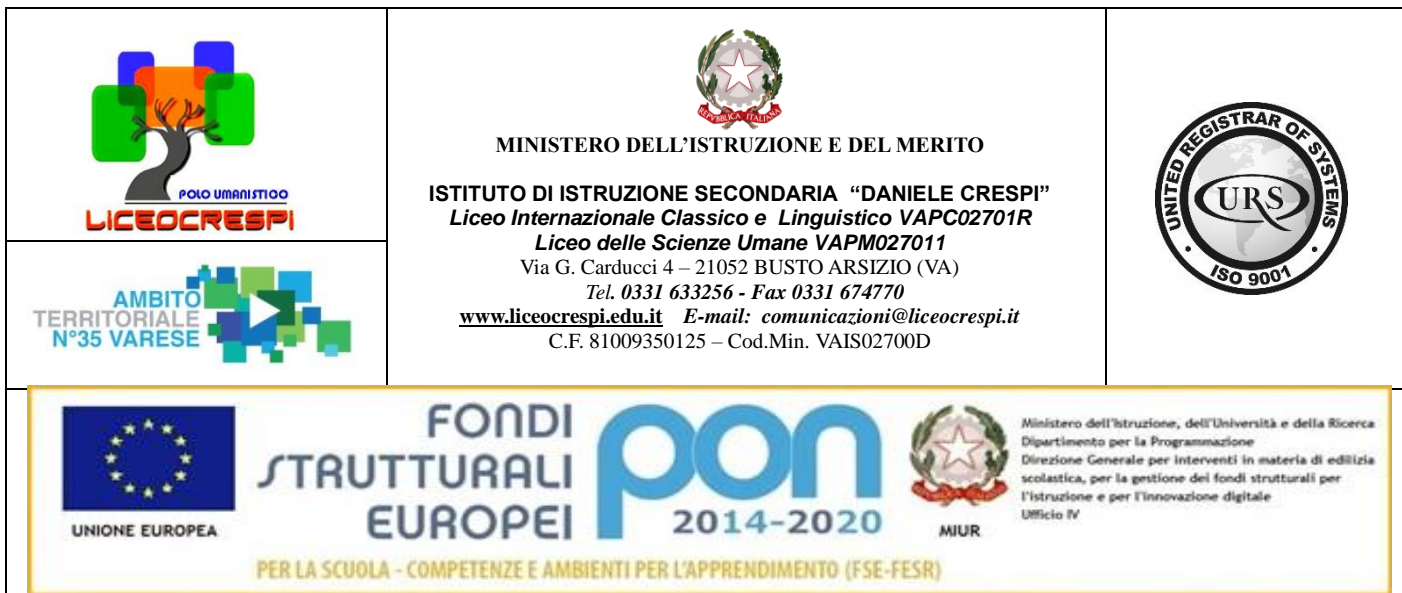 POLO UMANISTICO
LICEOCRESPI
AMBITO
TERRITORIALE
N°35 VARESE
REPVBBLICA ITALIANA
MINISTERO DELL’ISTRUZIONE E DEL MERITO
ISTITUTO DI ISTRUZIONE SECONDARIA “DANIELE CRESPI”
Liceo Internazionale Classico e Linguistico VAPC02701R
Liceo delle Scienze Umane VAPM027011
Via G. Carducci 4 – 21052 BUSTO ARSIZIO (VA)
Tel. 0331 633256 - Fax 0331 674770
www.liceocrespi.edu.it E-mail: comunicazioni@liceocrespi.it
C.F. 81009350125 – Cod.Min. VAIS02700D
UNITED REGISTRAR OF SYSTEMS
URS
ISO 9001
UNIONE EUROPEA
FONDI
STRUTTURALI
EUROPEI
pon
2014-2020
MIUR
Ministero dell'Istruzione, dell'Università e della Ricerca
Dipartimento per la Programmazione
Direzione Generale per interventi in materia di edilizia
scolastica, per la gestione dei fondi strutturali per
l'istruzione e per l'innovazione digitale
Ufficio IV
PER LA SCUOLA - COMPETENZE E AMBIENTI PER L'APPRENDIMENTO (FSE-FESR)